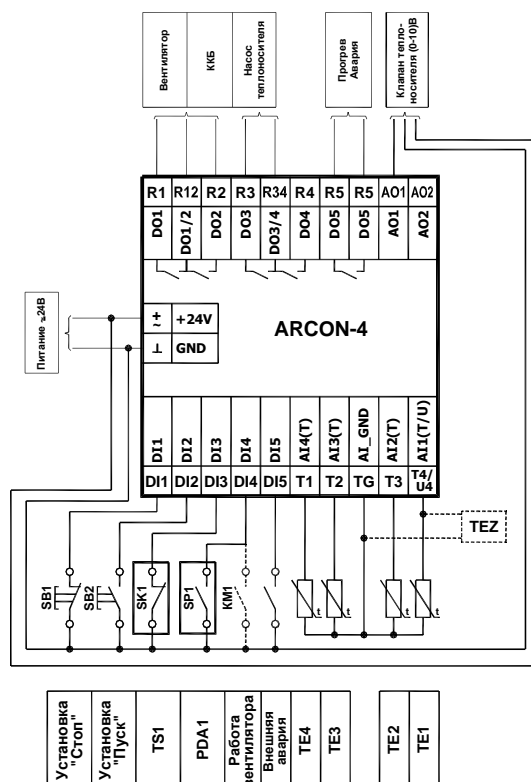 Вентилятор
ККБ
Насос
теплоносителя
Прогрев
Авария
Клапан тепло-
носителя (0-10)В
R1 R12 R2 R3 R34 R4 R5 R5 AO1 AO2
DO1 DO1/2 DO2 DO3 DO3/4 DO4 DO5 DO5 AO1 AO2
Питание ≂24В
± ~ +24V
⊥ GND
ARCON-4
DI1 DI2 DI3 DI4 DI5 AI4(T) AI3(T) AI_GND AI2(T) AI1(T/U)
DI1 DI2 DI3 DI4 DI5 T1 T2 TG T3 T4/
U4
TEZ
SB1 SB2 SK1 SP1 KM1 t t t t
Установка
"Стоп"
Установка
"Пуск"
TS1
PDA1
Работа
вентилятора
Внешняя
авария
TE4
TE3
TE2
TE1